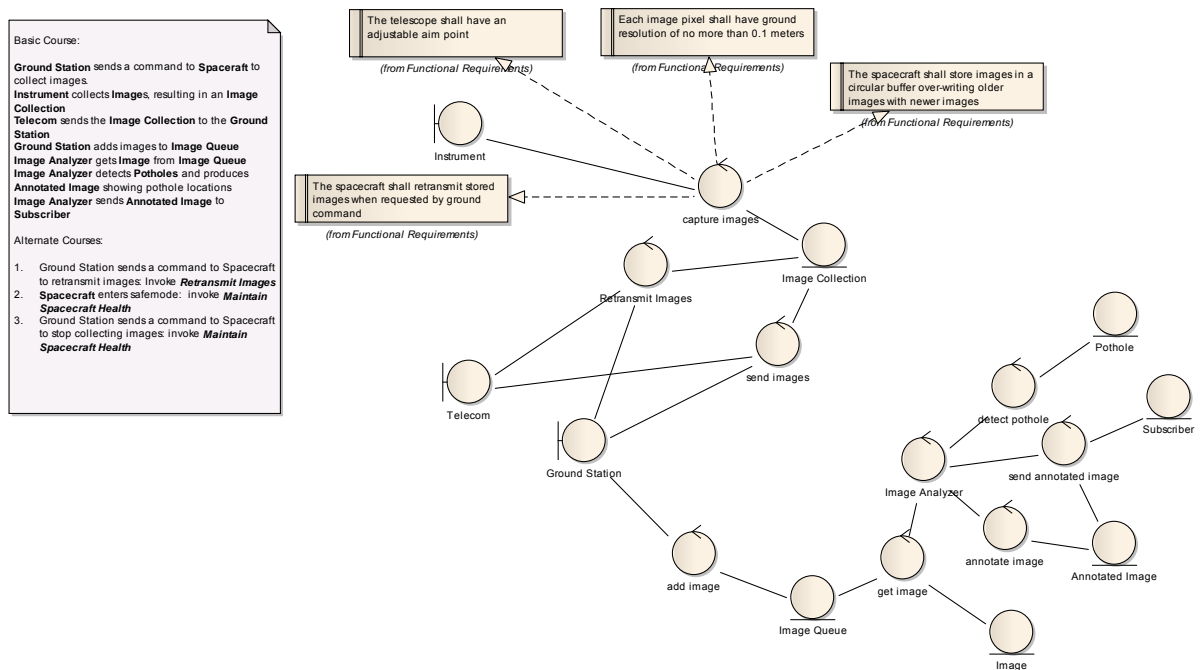 Basic Course:
Ground Station sends a command to Spaceraft to
collect images.
Instrument collects Images, resulting in an Image
Collection
Telecom sends the Image Collection to the Ground
Station
Ground Station adds images to Image Queue
Image Analyzer gets Image from Image Queue
Image Analyzer detects Potholes and produces
Annotated Image showing pothole locations
Image Analyzer sends Annotated Image to
Subscriber
Alternate Courses:
1. Ground Station sends a command to Spacecraft
to retransmit images: Invoke Retransmit Images
2. Spacecraft enters safemode: invoke Maintain
Spacecraft Health
3. Ground Station sends a command to Spacecraft
to stop collecting images: invoke Maintain
Spacecraft Health
The telescope shall have an
adjustable aim point
(from Functional Requirements)
Each image pixel shall have ground
resolution of no more than 0.1 meters
(from Functional Requirements)
The spacecraft shall store images in a
circular buffer over-writing older
images with newer images
(from Functional Requirements)
Instrument
The spacecraft shall retransmit stored
images when requested by ground
command
(from Functional Requirements)
capture images
Image Collection
Retransmit Images
send images
Telecom
Ground Station
Pothole
detect pothole
Subscriber
send annotated image
Image Analyzer
annotate image
Annotated Image
add image
get image
Image Queue
Image